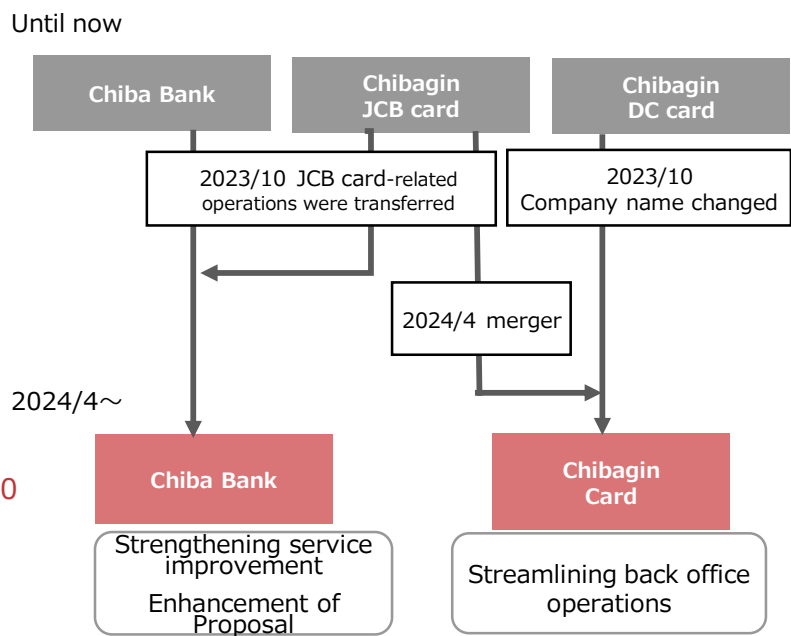 Until now
Chiba Bank
Chibagin
JCB card
Chibagin
DC card
2023/10 JCB card-related
operations were transferred
2023/10
Company name changed
2024/4 merger
2024/4～
0
Chiba Bank
Chibagin
Card
Strengthening service
improvement
Enhancement of
Proposal
Streamlining back office
operations